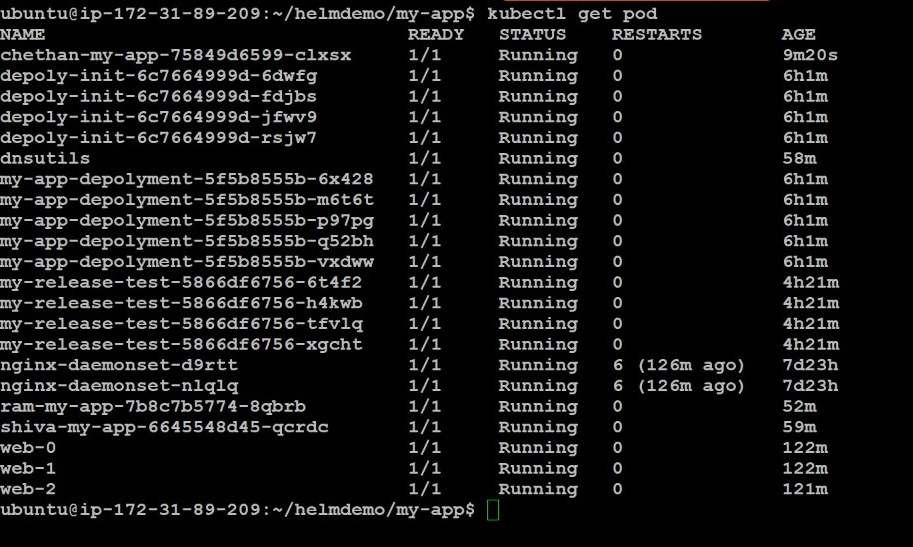 ubuntu@ip-172-31-89-209:~/helmdemo/my-app$ kubectl get pod
NAME READY STATUS RESTARTS AGE
chethan-my-app-75849d6599-clxsx 1/1 Running 0 9m20s
depoly-init-6c7664999d-6dwfg 1/1 Running 0 6h1m
depoly-init-6c7664999d-fdjbs 1/1 Running 0 6h1m
depoly-init-6c7664999d-jfwv9 1/1 Running 0 6h1m
depoly-init-6c7664999d-rsjw7 1/1 Running 0 6h1m
dnsutils 1/1 Running 0 58m
my-app-depolyment-5f5b8555b-6x428 1/1 Running 0 6h1m
my-app-depolyment-5f5b8555b-m6t6t 1/1 Running 0 6h1m
my-app-depolyment-5f5b8555b-p97pg 1/1 Running 0 6h1m
my-app-depolyment-5f5b8555b-q52bh 1/1 Running 0 6h1m
my-app-depolyment-5f5b8555b-vxdww 1/1 Running 0 6h1m
my-release-test-5866df6756-6t4f2 1/1 Running 0 4h21m
my-release-test-5866df6756-h4kwb 1/1 Running 0 4h21m
my-release-test-5866df6756-tfvlq 1/1 Running 0 4h21m
my-release-test-5866df6756-xgcht 1/1 Running 0 4h21m
nginx-daemonset-d9rtt 1/1 Running 6 (126m ago) 7d23h
nginx-daemonset-nlqlq 1/1 Running 6 (126m ago) 7d23h
ram-my-app-7b8c7b5774-8qbrb 1/1 Running 0 52m
shiva-my-app-6645548d45-qcrdc 1/1 Running 0 59m
web-0 1/1 Running 0 122m
web-1 1/1 Running 0 122m
web-2 1/1 Running 0 121m
ubuntu@ip-172-31-89-209:~/helmdemo/my-app$